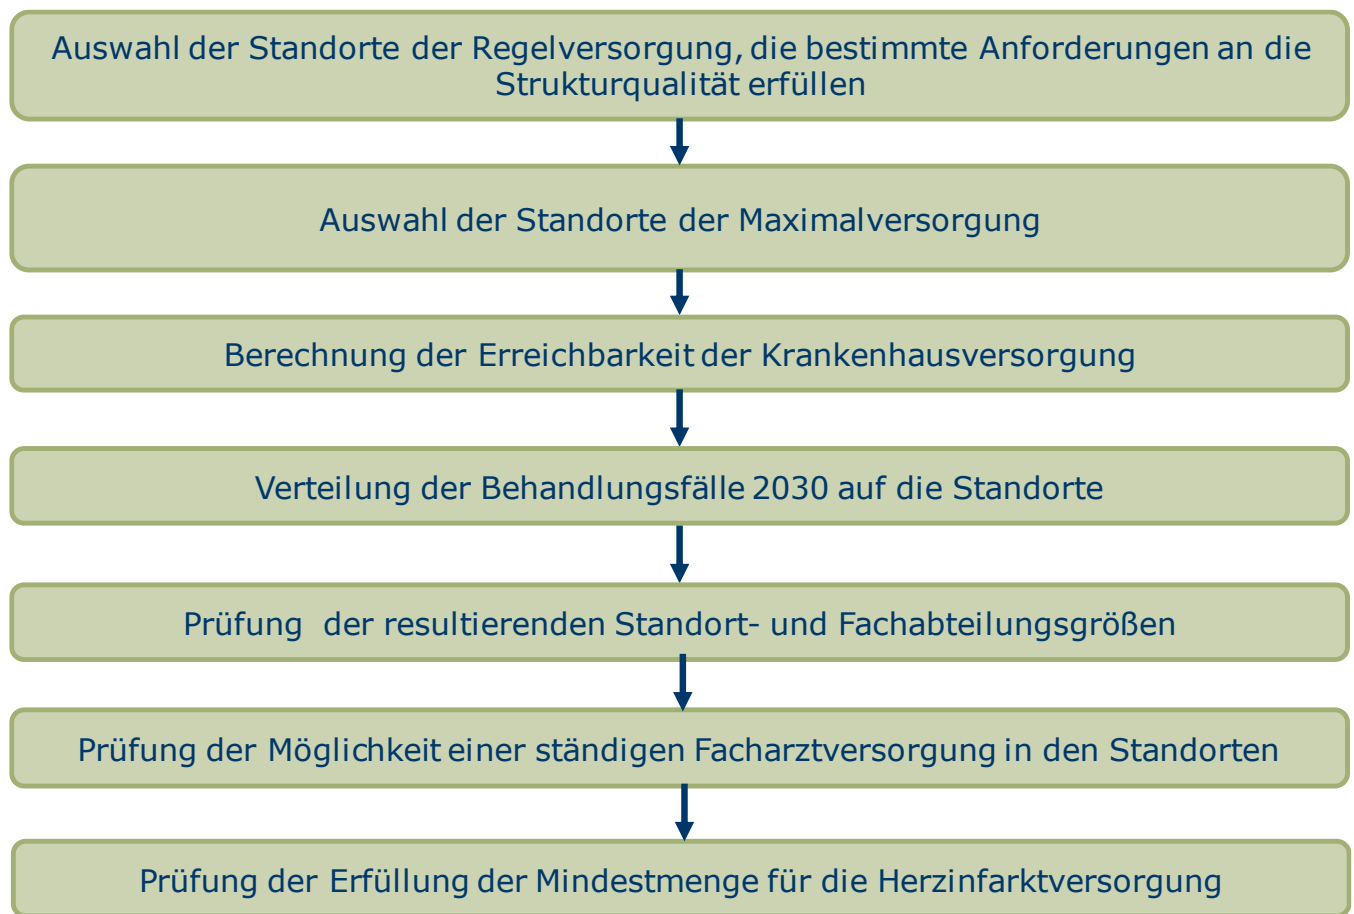 Auswahl der Standorte der Regelversorgung, die bestimmte Anforderungen an die
Strukturqualität erfüllen
Auswahl der Standorte der Maximalversorgung
Berechnung der Erreichbarkeit der Krankenhausversorgung
Verteilung der Behandlungsfälle 2030 auf die Standorte
Prüfung der resultierenden Standort- und Fachabteilungsgrößen
Prüfung der Möglichkeit einer ständigen Facharztversorgung in den Standorten
Prüfung der Erfüllung der Mindestmenge für die Herzinfarktversorgung